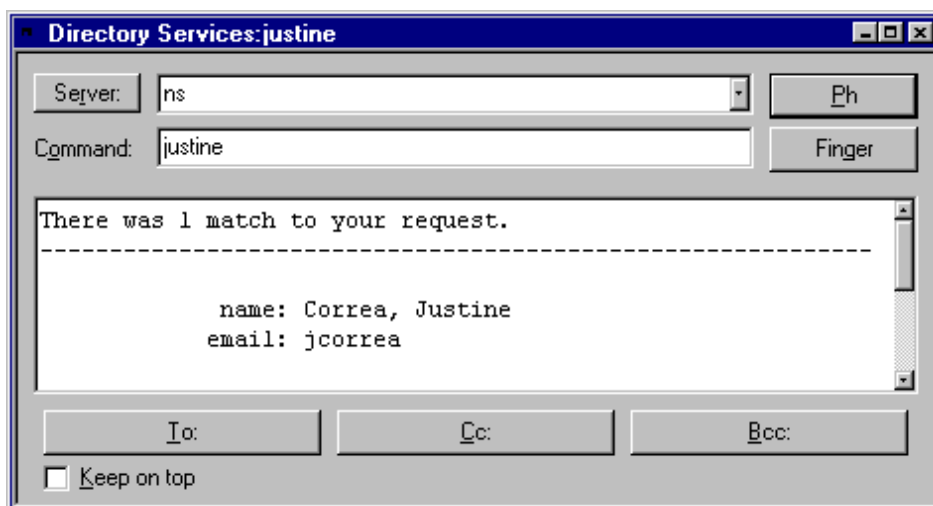 Directory Services:justine
Server: ns Ph
Command: justine Finger
There was 1 match to your request.
------------------------------------------------------------
name: Correa, Justine
email: jcorrea
To: Cc: Bcc:
Keep on top